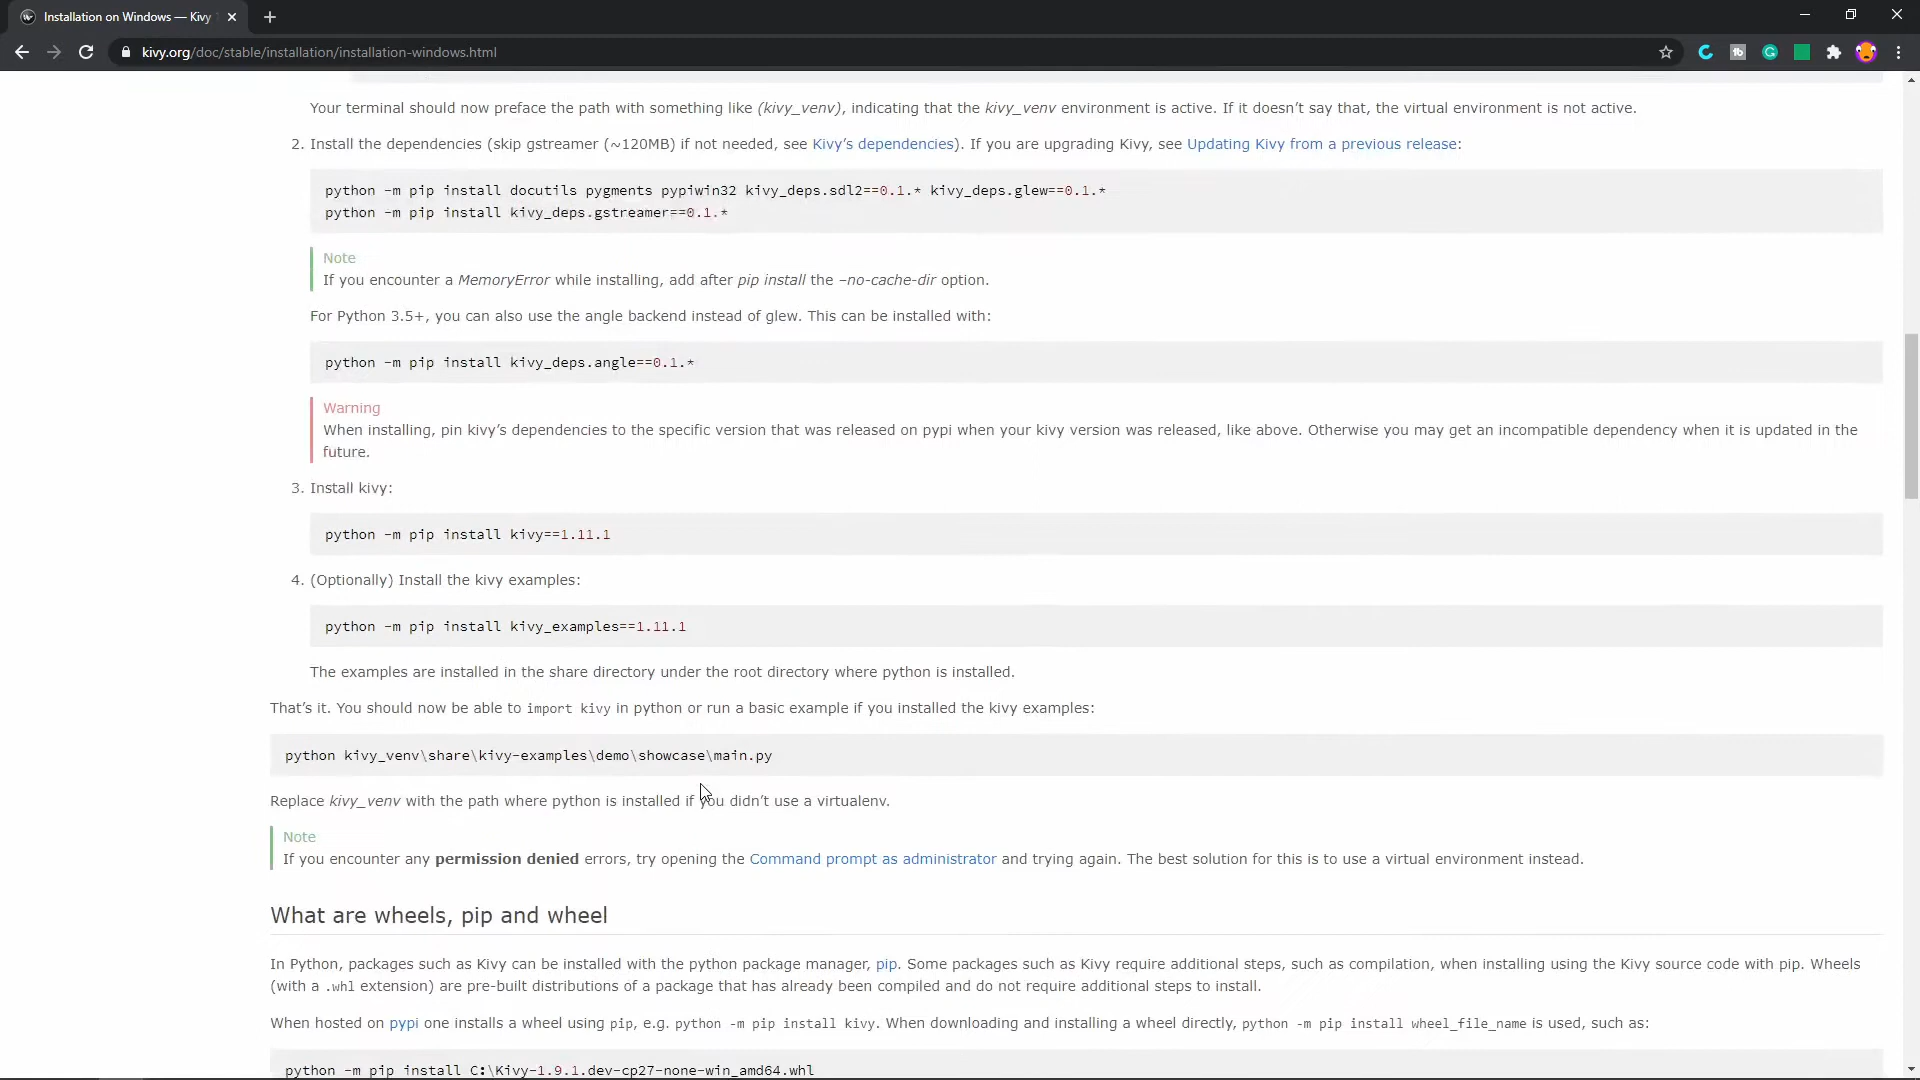 Installation on Windows — Kivy
kivy.org/doc/stable/installation/installation-windows.html
Your terminal should now preface the path with something like (kivy_venv), indicating that the kivy_venv environment is active. If it doesn’t say that, the virtual environment is not active.
2. Install the dependencies (skip gstreamer (~120MB) if not needed, see Kivy’s dependencies). If you are upgrading Kivy, see Updating Kivy from a previous release:
python -m pip install docutils pygments pypiwin32 kivy_deps.sdl2==0.1.* kivy_deps.glew==0.1.*
python -m pip install kivy_deps.gstreamer==0.1.*
Note
If you encounter a MemoryError while installing, add after pip install the –no-cache-dir option.
For Python 3.5+, you can also use the angle backend instead of glew. This can be installed with:
python -m pip install kivy_deps.angle==0.1.*
Warning
When installing, pin kivy’s dependencies to the specific version that was released on pypi when your kivy version was released, like above. Otherwise you may get an incompatible dependency when it is updated in the
future.
3. Install kivy:
python -m pip install kivy==1.11.1
4. (Optionally) Install the kivy examples:
python -m pip install kivy_examples==1.11.1
The examples are installed in the share directory under the root directory where python is installed.
That’s it. You should now be able to import kivy in python or run a basic example if you installed the kivy examples:
python kivy_venv\share\kivy-examples\demo\showcase\main.py
Replace kivy_venv with the path where python is installed if you didn’t use a virtualenv.
Note
If you encounter any permission denied errors, try opening the Command prompt as administrator and trying again. The best solution for this is to use a virtual environment instead.
What are wheels, pip and wheel
In Python, packages such as Kivy can be installed with the python package manager, pip. Some packages such as Kivy require additional steps, such as compilation, when installing using the Kivy source code with pip. Wheels
(with a .whl extension) are pre-built distributions of a package that has already been compiled and do not require additional steps to install.
When hosted on pypi one installs a wheel using pip, e.g. python -m pip install kivy. When downloading and installing a wheel directly, python -m pip install wheel_file_name is used, such as:
python -m pip install C:\Kivy-1.9.1.dev-cp27-none-win_amd64.whl